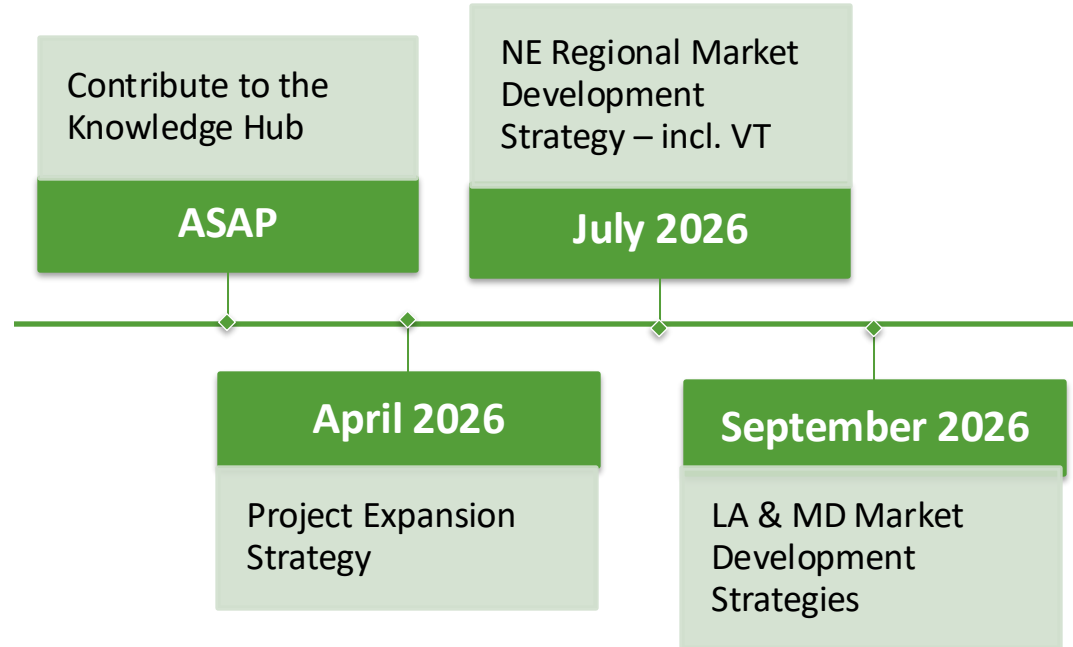 Contribute to the
Knowledge Hub
ASAP
April 2026
Project Expansion
Strategy
NE Regional Market
Development
Strategy – incl. VT
July 2026
September 2026
LA & MD Market
Development
Strategies